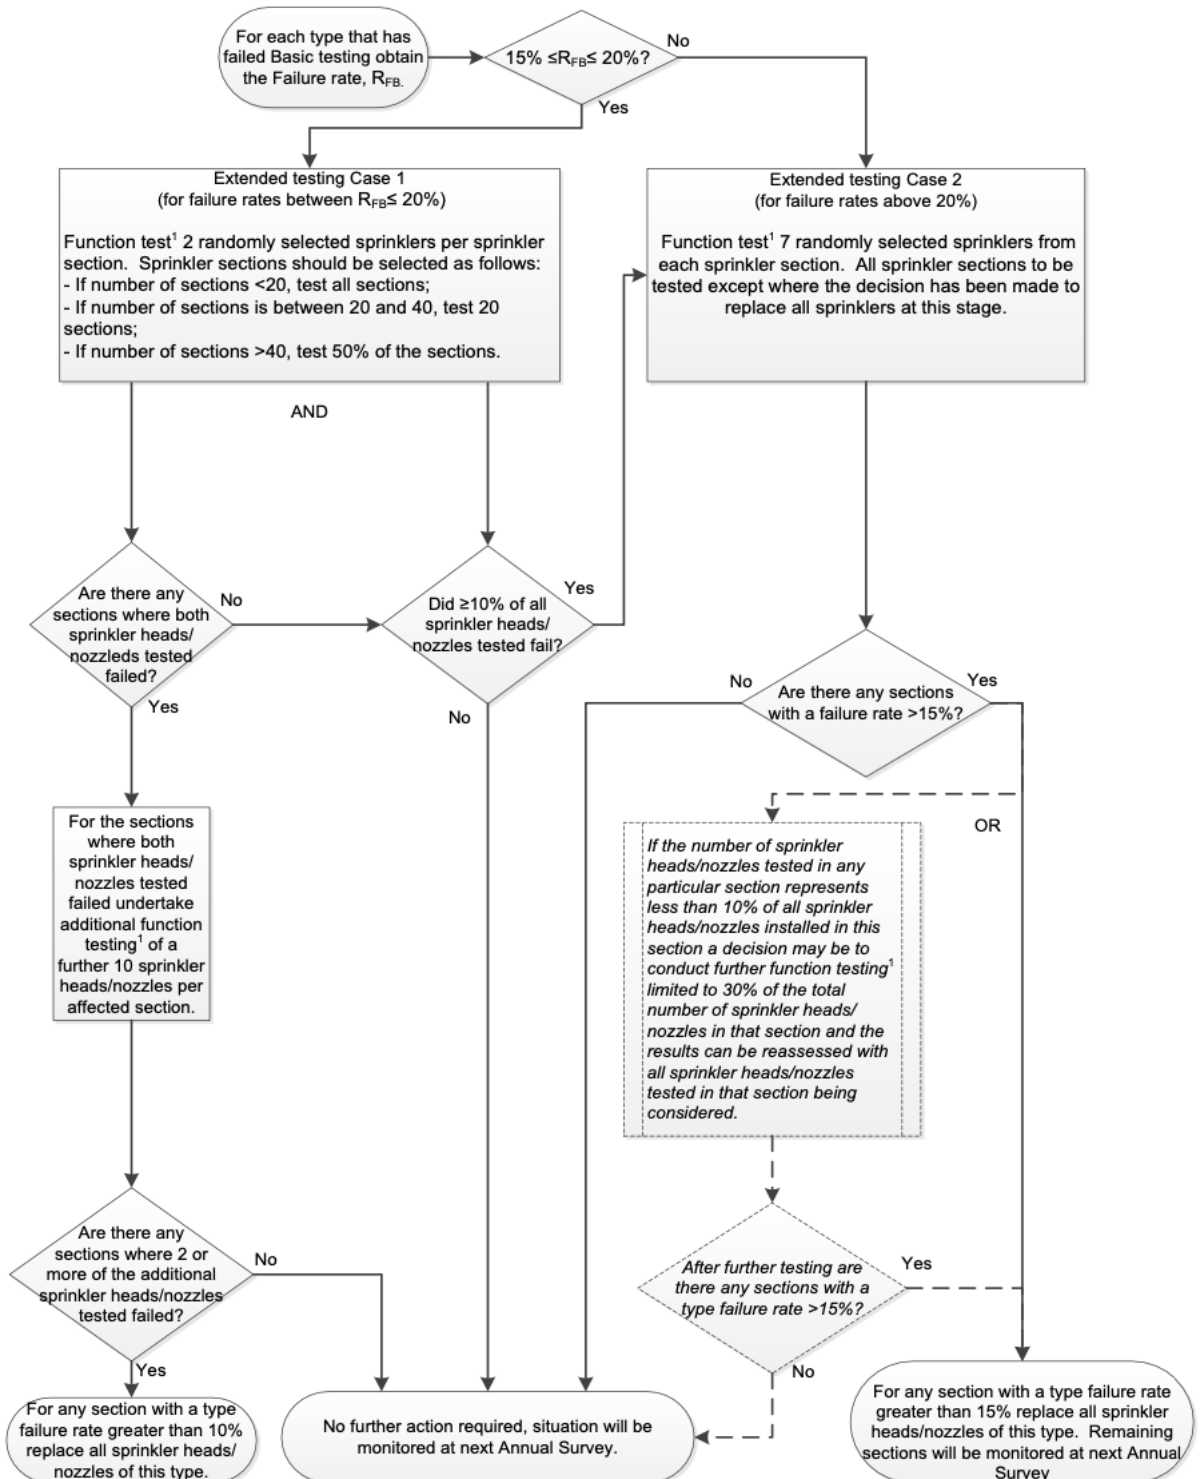 For each type that has
failed Basic testing obtain
the Failure rate, RFB.
15% ≤RFB≤ 20%?
No
Yes
Extended testing Case 1
(for failure rates between RFB≤ 20%)
Function test1 2 randomly selected sprinklers per sprinkler
section.  Sprinkler sections should be selected as follows:
- If number of sections <20, test all sections;
- If number of sections is between 20 and 40, test 20
sections;
- If number of sections >40, test 50% of the sections.
Extended testing Case 2
(for failure rates above 20%)
Function test1 7 randomly selected sprinklers from
each sprinkler section.  All sprinkler sections to be
tested except where the decision has been made to
replace all sprinklers at this stage.
AND
Are there any
sections where both
sprinkler heads/
nozzleds tested
failed?
No
Yes
Did ≥10% of all
sprinkler heads/
nozzles tested fail?
Yes
No
Are there any sections
with a failure rate >15%?
No
Yes
For the sections
where both
sprinkler heads/
nozzles tested
failed undertake
additional function
testing1 of a
further 10 sprinkler
heads/nozzles per
affected section.
OR
If the number of sprinkler
heads/nozzles tested in any
particular section represents
less than 10% of all sprinkler
heads/nozzles installed in this
section a decision may be to
conduct further function testing1
limited to 30% of the total
number of sprinkler heads/
nozzles in that section and the
results can be reassessed with
all sprinkler heads/nozzles
tested in that section being
considered.
Are there any
sections where 2 or
more of the additional
sprinkler heads/nozzles
tested failed?
No
Yes
After further testing are
there any sections with a
type failure rate >15%?
Yes
No
For any section with a type
failure rate greater than 10%
replace all sprinkler heads/
nozzles of this type.
No further action required, situation will be
monitored at next Annual Survey.
For any section with a type failure rate
greater than 15% replace all sprinkler
heads/nozzles of this type.  Remaining
sections will be monitored at next Annual
Survey